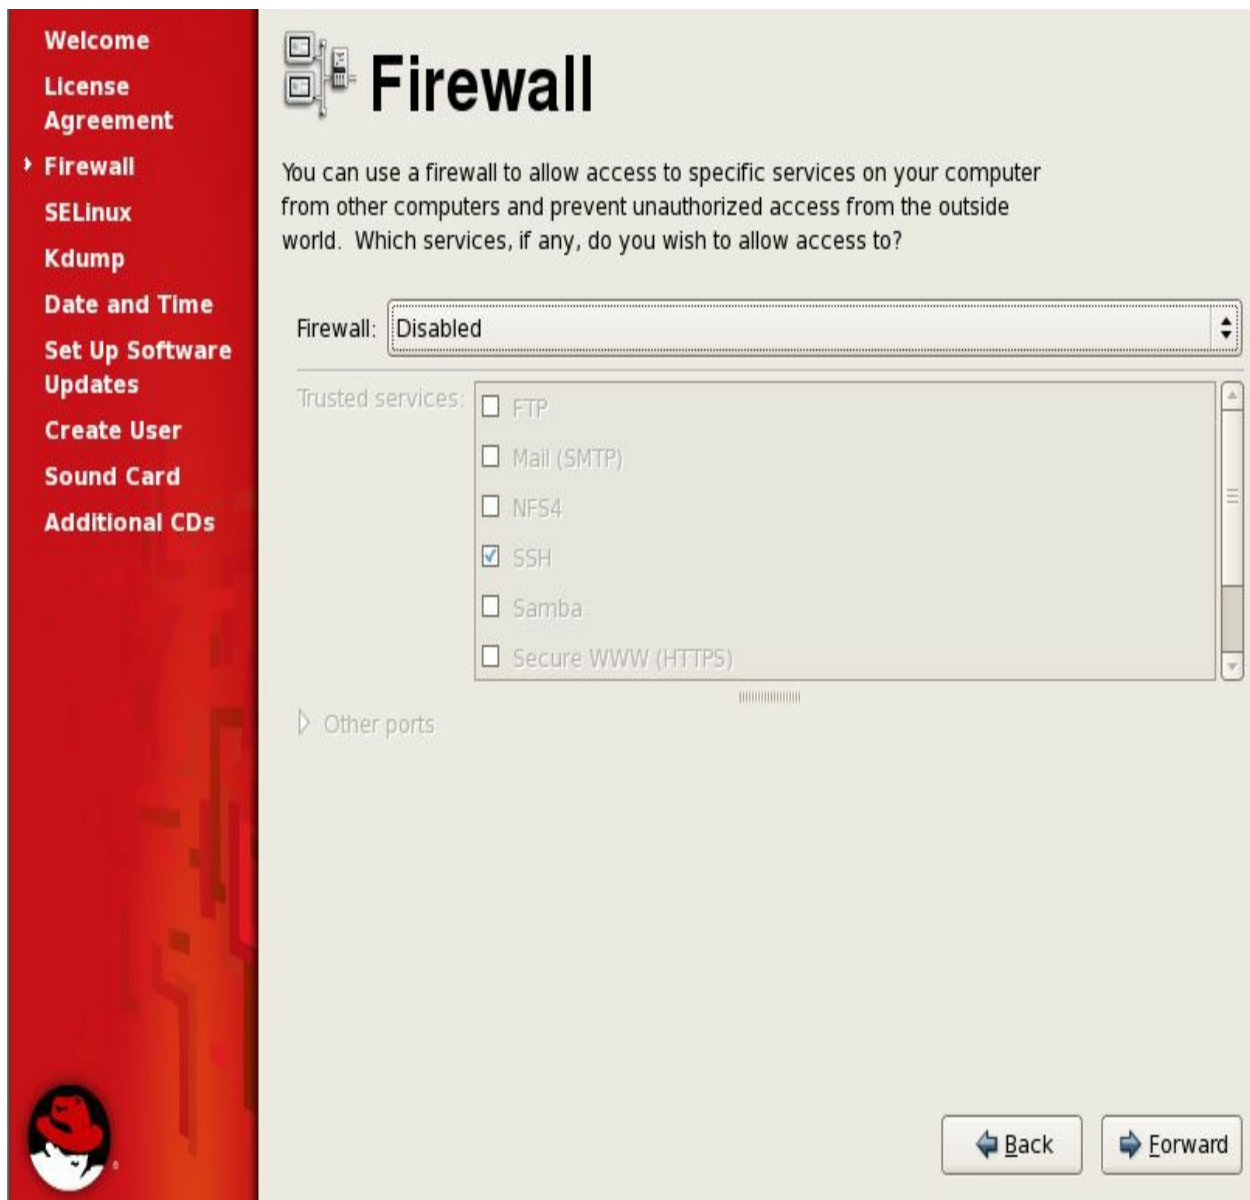 Welcome
License
Agreement
Firewall
SELinux
Kdump
Date and Time
Set Up Software
Updates
Create User
Sound Card
Additional CDs
Firewall
You can use a firewall to allow access to specific services on your computer
from other computers and prevent unauthorized access from the outside
world.  Which services, if any, do you wish to allow access to?
Firewall: Disabled
Trusted services:
FTP
Mail (SMTP)
NFS4
SSH
Samba
Secure WWW (HTTPS)
Other ports
Back
Forward